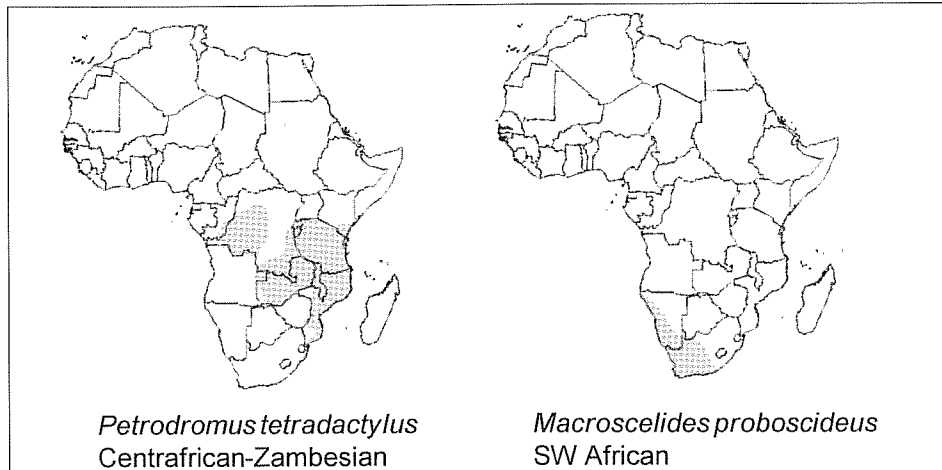 Petrodromus tetradactylus
Centrafrican-Zambesian
Macroscelides proboscideus
SW African